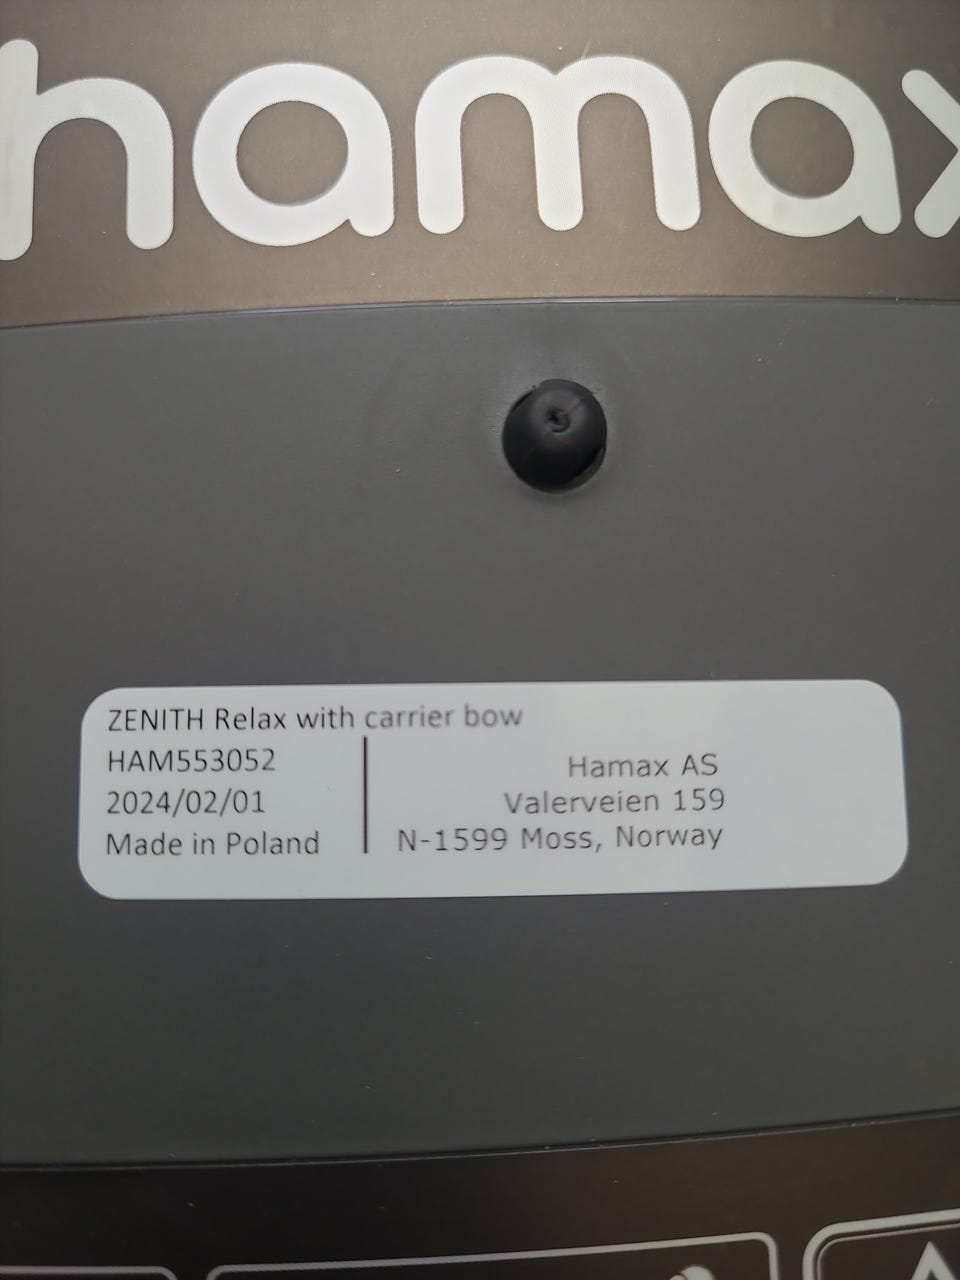 hamax
ZENITH Relax with carrier bow
HAM553052
2024/02/01
Made in Poland
Hamax AS
Valerveien 159
N-1599 Moss, Norway